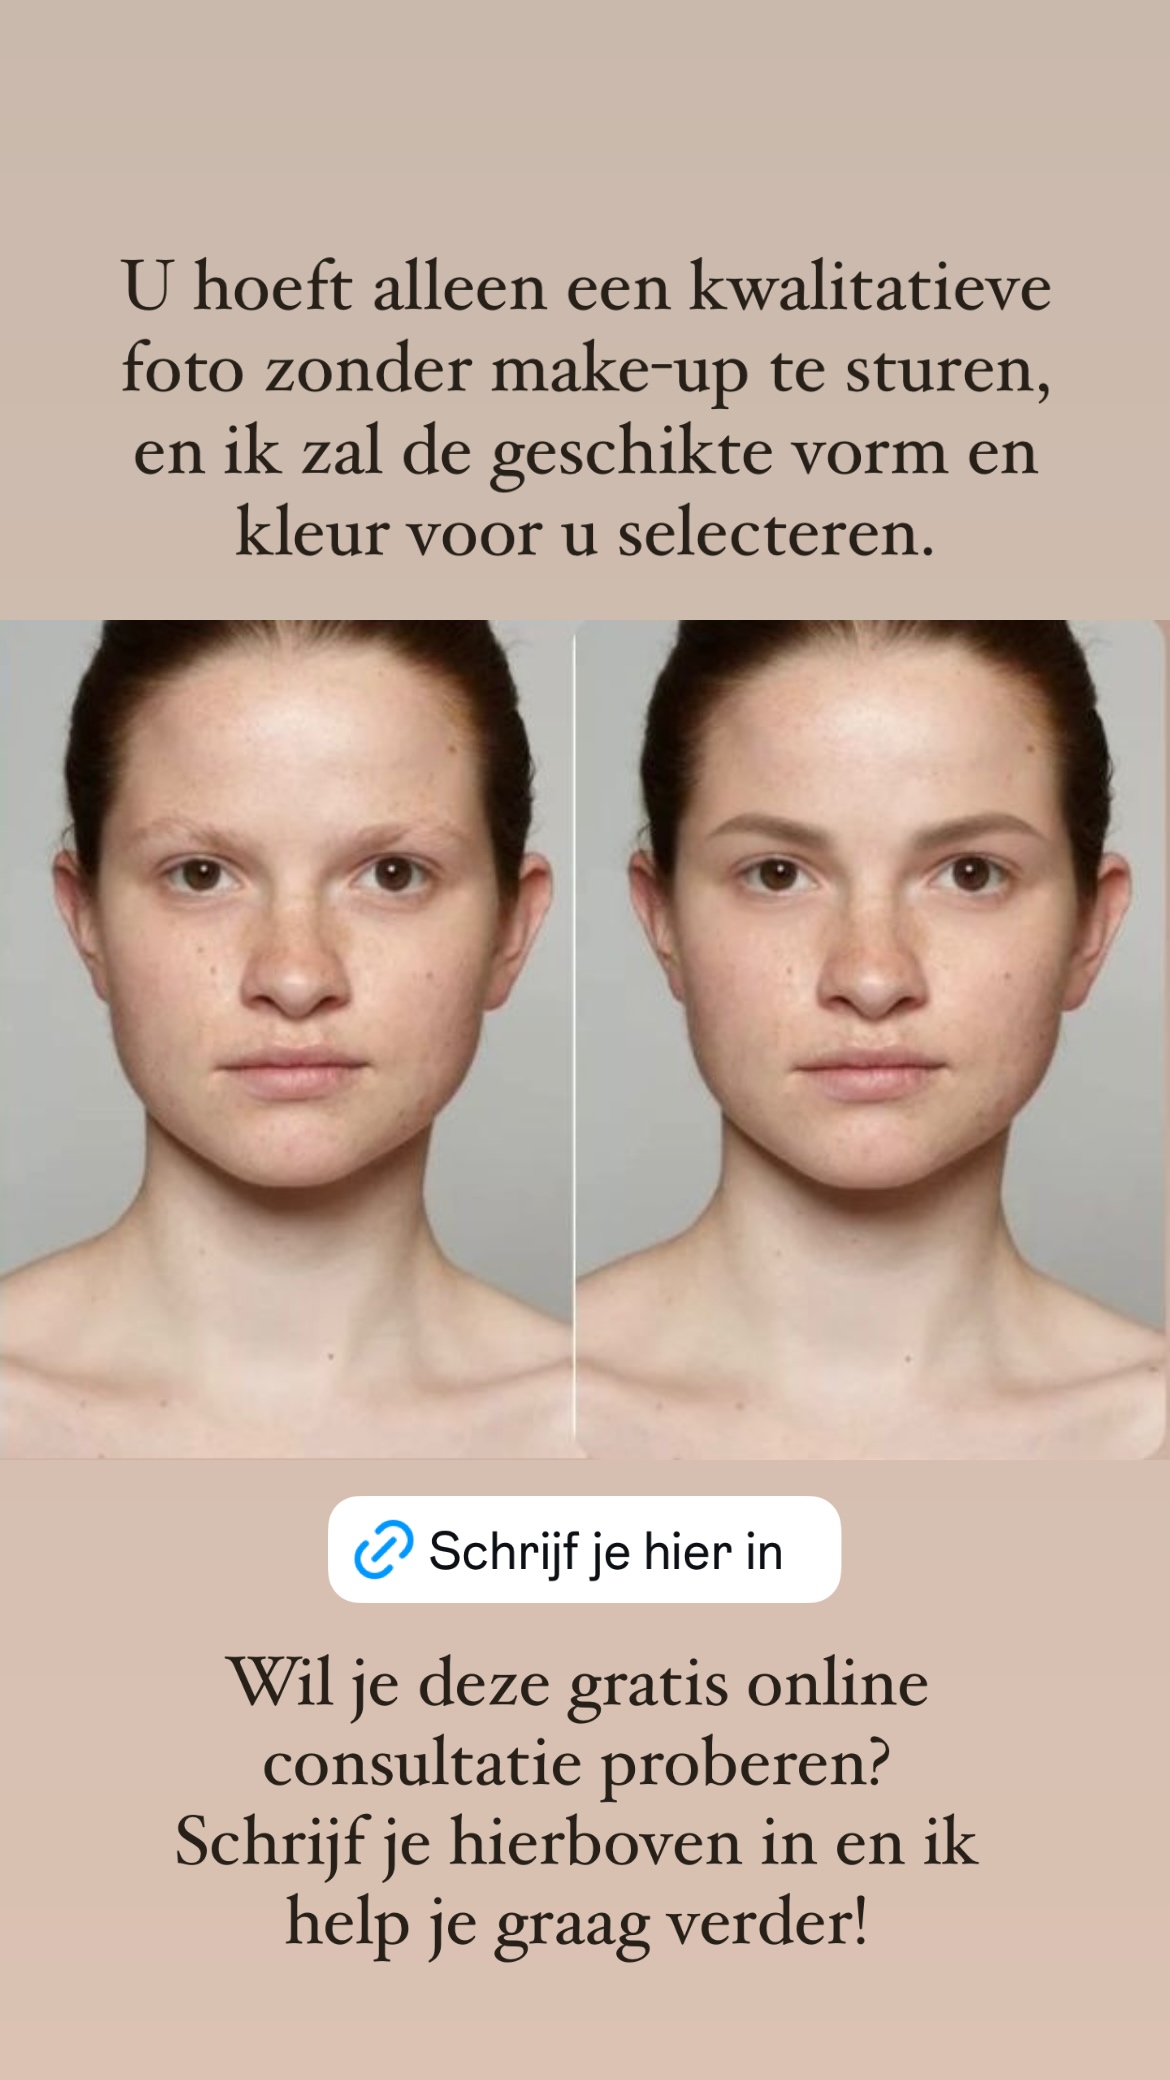 U hoeft alleen een kwalitatieve
foto zonder make-up te sturen,
en ik zal de geschikte vorm en
kleur voor u selecteren.
Schrijf je hier in
Wil je deze gratis online
consultatie proberen?
Schrijf je hierboven in en ik
help je graag verder!